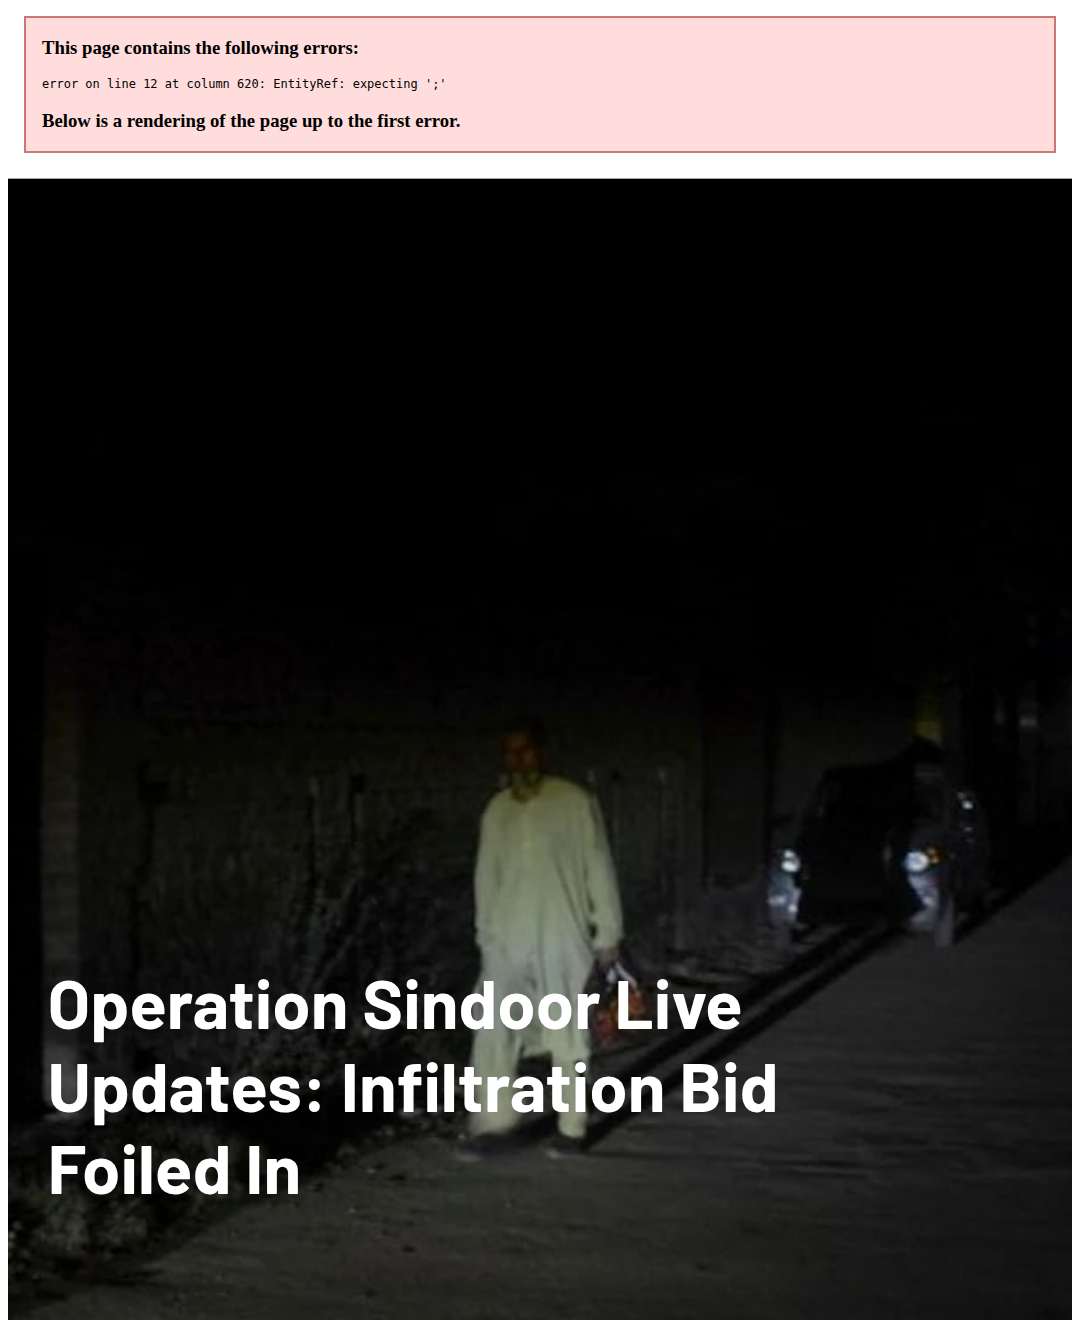 This page contains the following errors:
error on line 12 at column 620: EntityRef: expecting ';'
Below is a rendering of the page up to the first error.
Operation Sindoor Live
Updates: Infiltration Bid
Foiled In